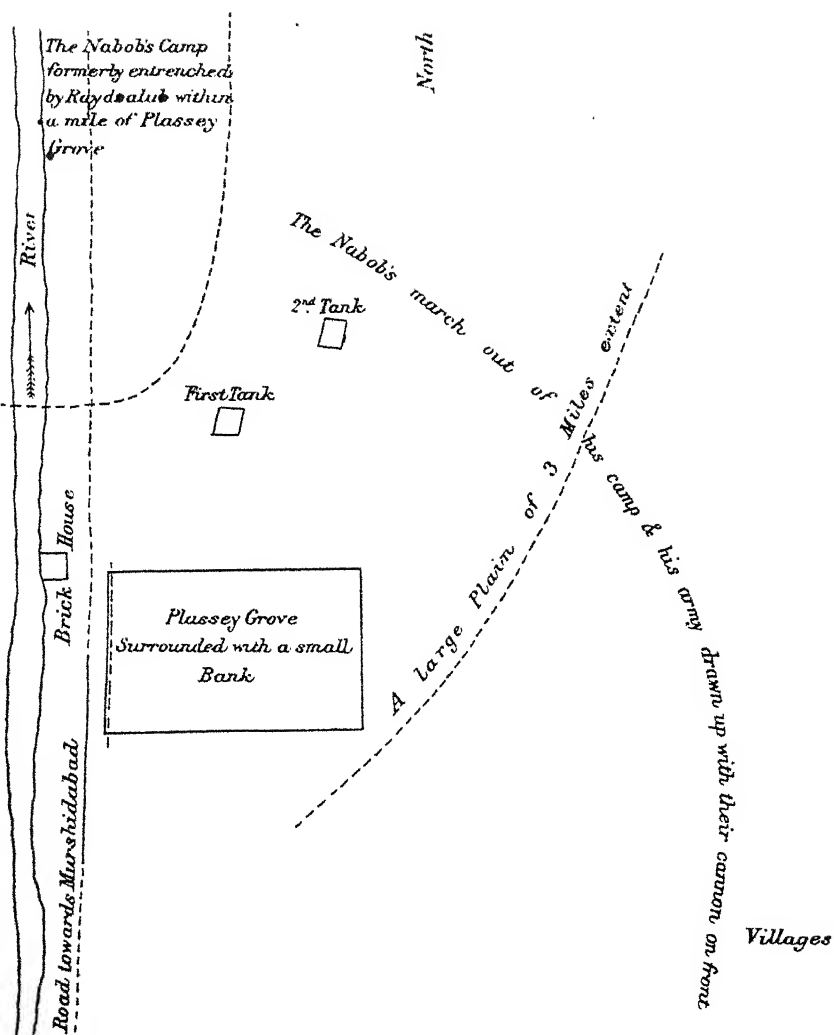 The Nabob's Camp
formerly entrenched
by Raydoalub within
a mile of Plassey
Grove
North
River
The Nabob's march out of his camp & his army drawn up with their cannon on front
2nd Tank
First Tank
A large Plain of 3 Miles extent
Brick House
Plassey Grove
Surrounded with a small
Bank
Road towards Murshidabad
Villages